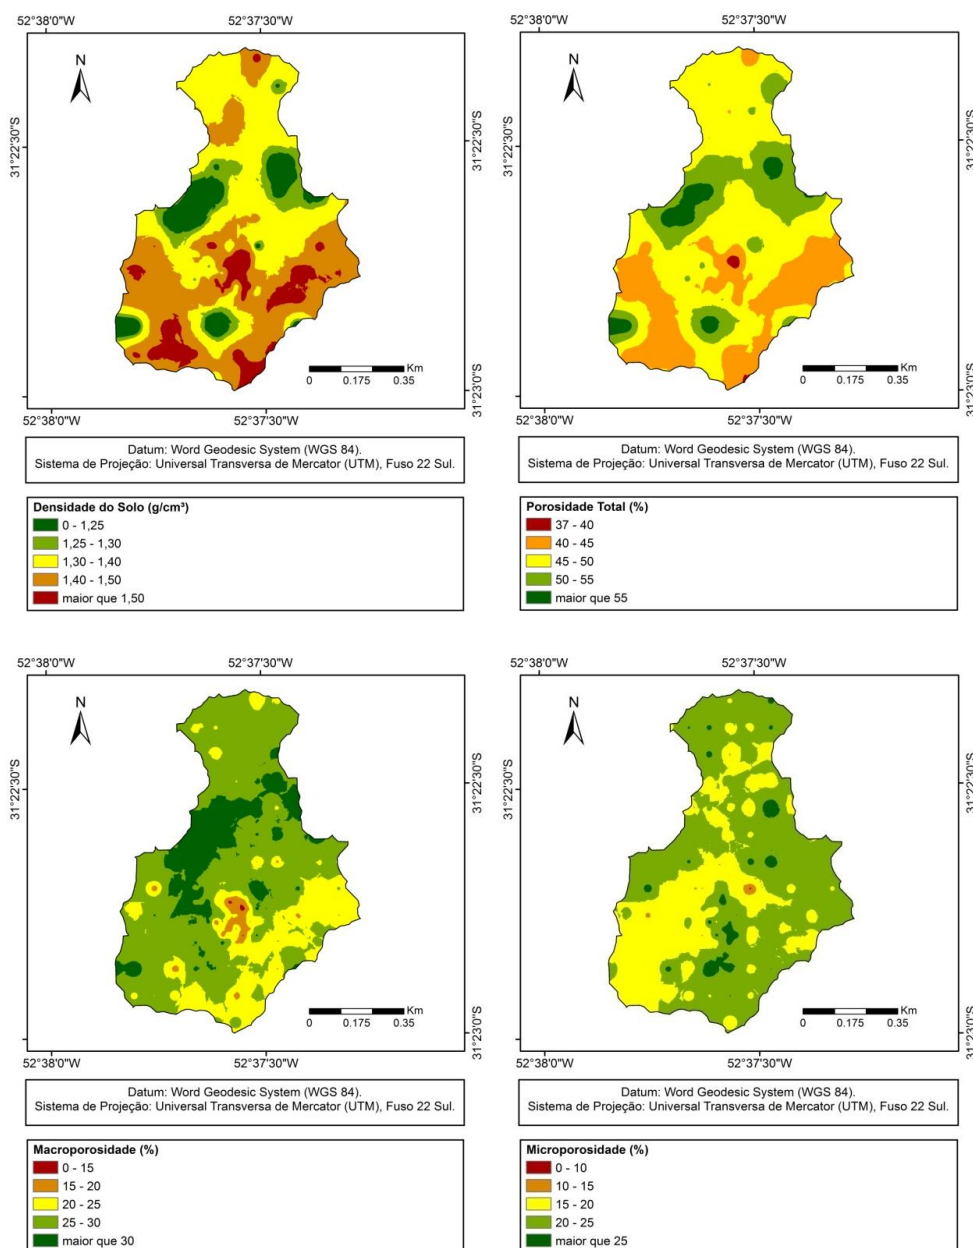 52°38'0"W 52°37'30"W
52°37'30"W
N
N
31°22'30"S
31°22'30"S
31°22'30"S
Km
0 0.175 0.35
Km
0 0.175 0.35
31°23'0"S
31°23'0"S
52°38'0"W 52°37'30"W
52°38'0"W 52°37'30"W
Datum: Word Geodesic System (WGS 84).
Sistema de Projeção: Universal Transversa de Mercator (UTM), Fuso 22 Sul.
Datum: Word Geodesic System (WGS 84).
Sistema de Projeção: Universal Transversa de Mercator (UTM), Fuso 22 Sul.
Densidade do Solo (g/cm³)
0 - 1,25
1,25 - 1,30
1,30 - 1,40
1,40 - 1,50
maior que 1,50
Porosidade Total (%)
37 - 40
40 - 45
45 - 50
50 - 55
maior que 55
52°38'0"W 52°37'30"W
52°37'30"W
N
N
31°22'30"S
31°22'30"S
31°22'30"S
Km
0 0.175 0.35
Km
0 0.175 0.35
31°23'0"S
31°23'0"S
52°38'0"W 52°37'30"W
52°38'0"W 52°37'30"W
Datum: Word Geodesic System (WGS 84).
Sistema de Projeção: Universal Transversa de Mercator (UTM), Fuso 22 Sul.
Datum: Word Geodesic System (WGS 84).
Sistema de Projeção: Universal Transversa de Mercator (UTM), Fuso 22 Sul.
Macroporosidade (%)
0 - 15
15 - 20
20 - 25
25 - 30
maior que 30
Microporosidade (%)
0 - 10
10 - 15
15 - 20
20 - 25
maior que 25